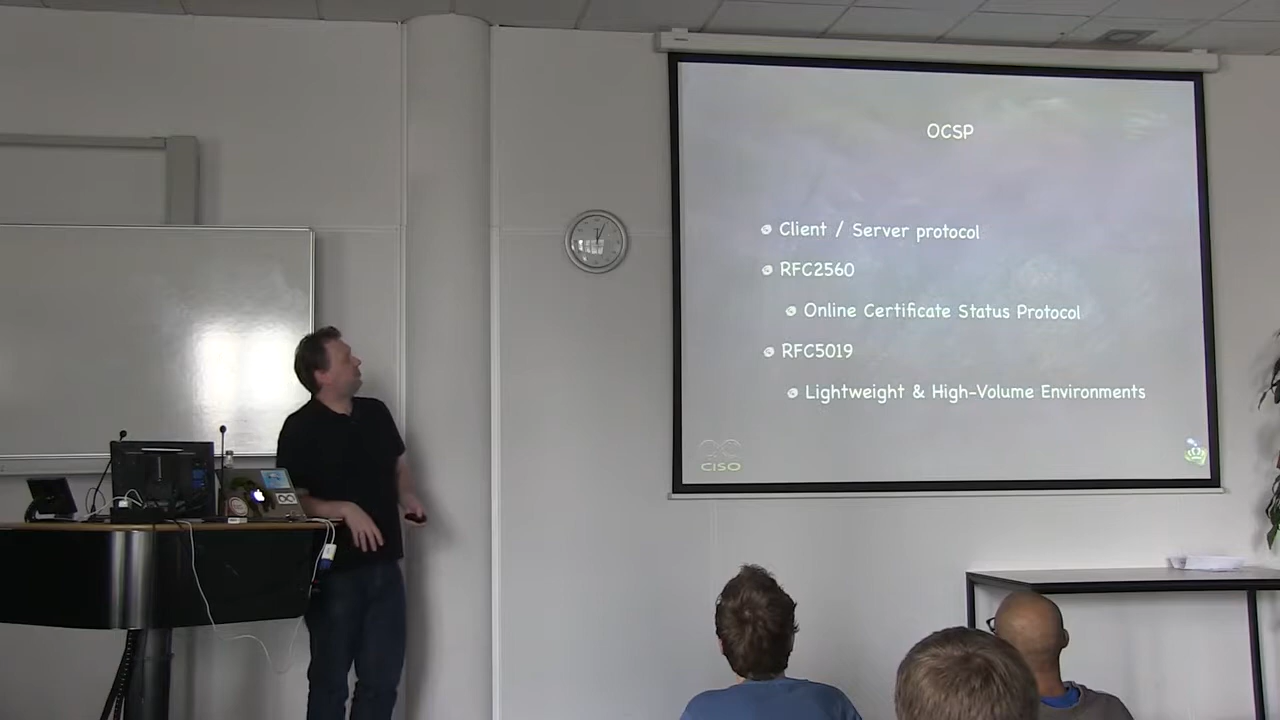 OCSP
Client / Server protocol
RFC2560
Online Certificate Status Protocol
RFC5019
Lightweight & High-Volume Environments
CISO